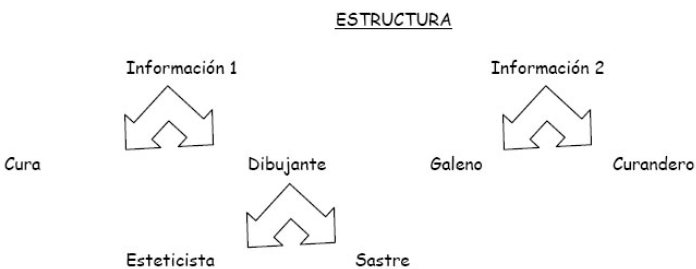 ESTRUCTURA
Información 1 Información 2
Cura Dibujante Galeno Curandero
Esteticista Sastre